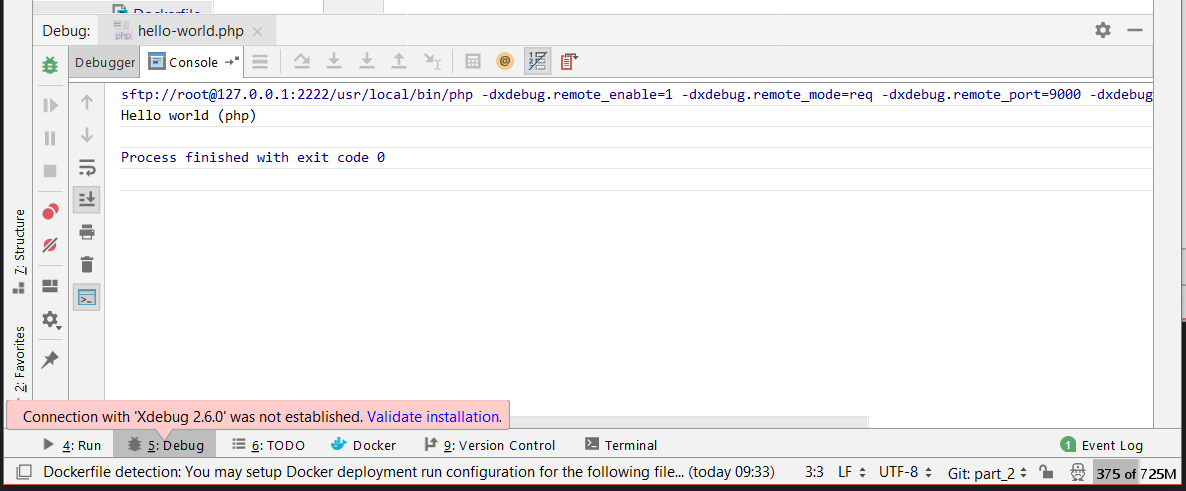 Dockerfile
Debug: hello-world.php
Debugger Console
sftp://root@127.0.0.1:2222/usr/local/bin/php -dxdebug.remote_enable=1 -dxdebug.remote_mode=req -dxdebug.remote_port=9000 -dxdebug
Hello world (php)
Process finished with exit code 0
7: Structure
2: Favorites
Connection with 'Xdebug 2.6.0' was not established. Validate installation.
4: Run 5: Debug 6: TODO Docker 9: Version Control Terminal 1 Event Log
Dockerfile detection: You may setup Docker deployment run configuration for the following file... (today 09:33) 3:3 LF UTF-8 Git: part_2 375 of 725M